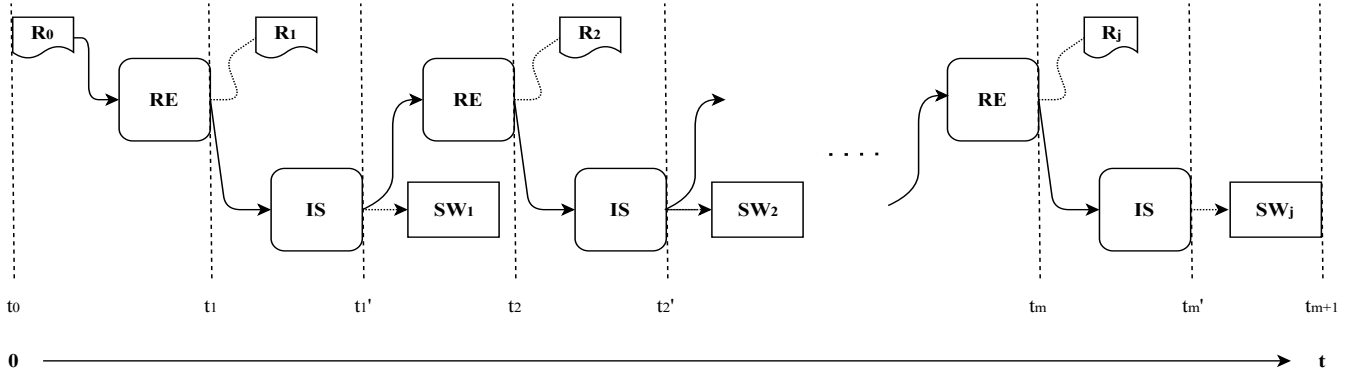 R0 R1 R2 Rj
RE RE RE
. . . .
IS SW1 IS SW2 IS SWj
t0 t1 t1' t2 t2' tm tm' tm+1
0 t